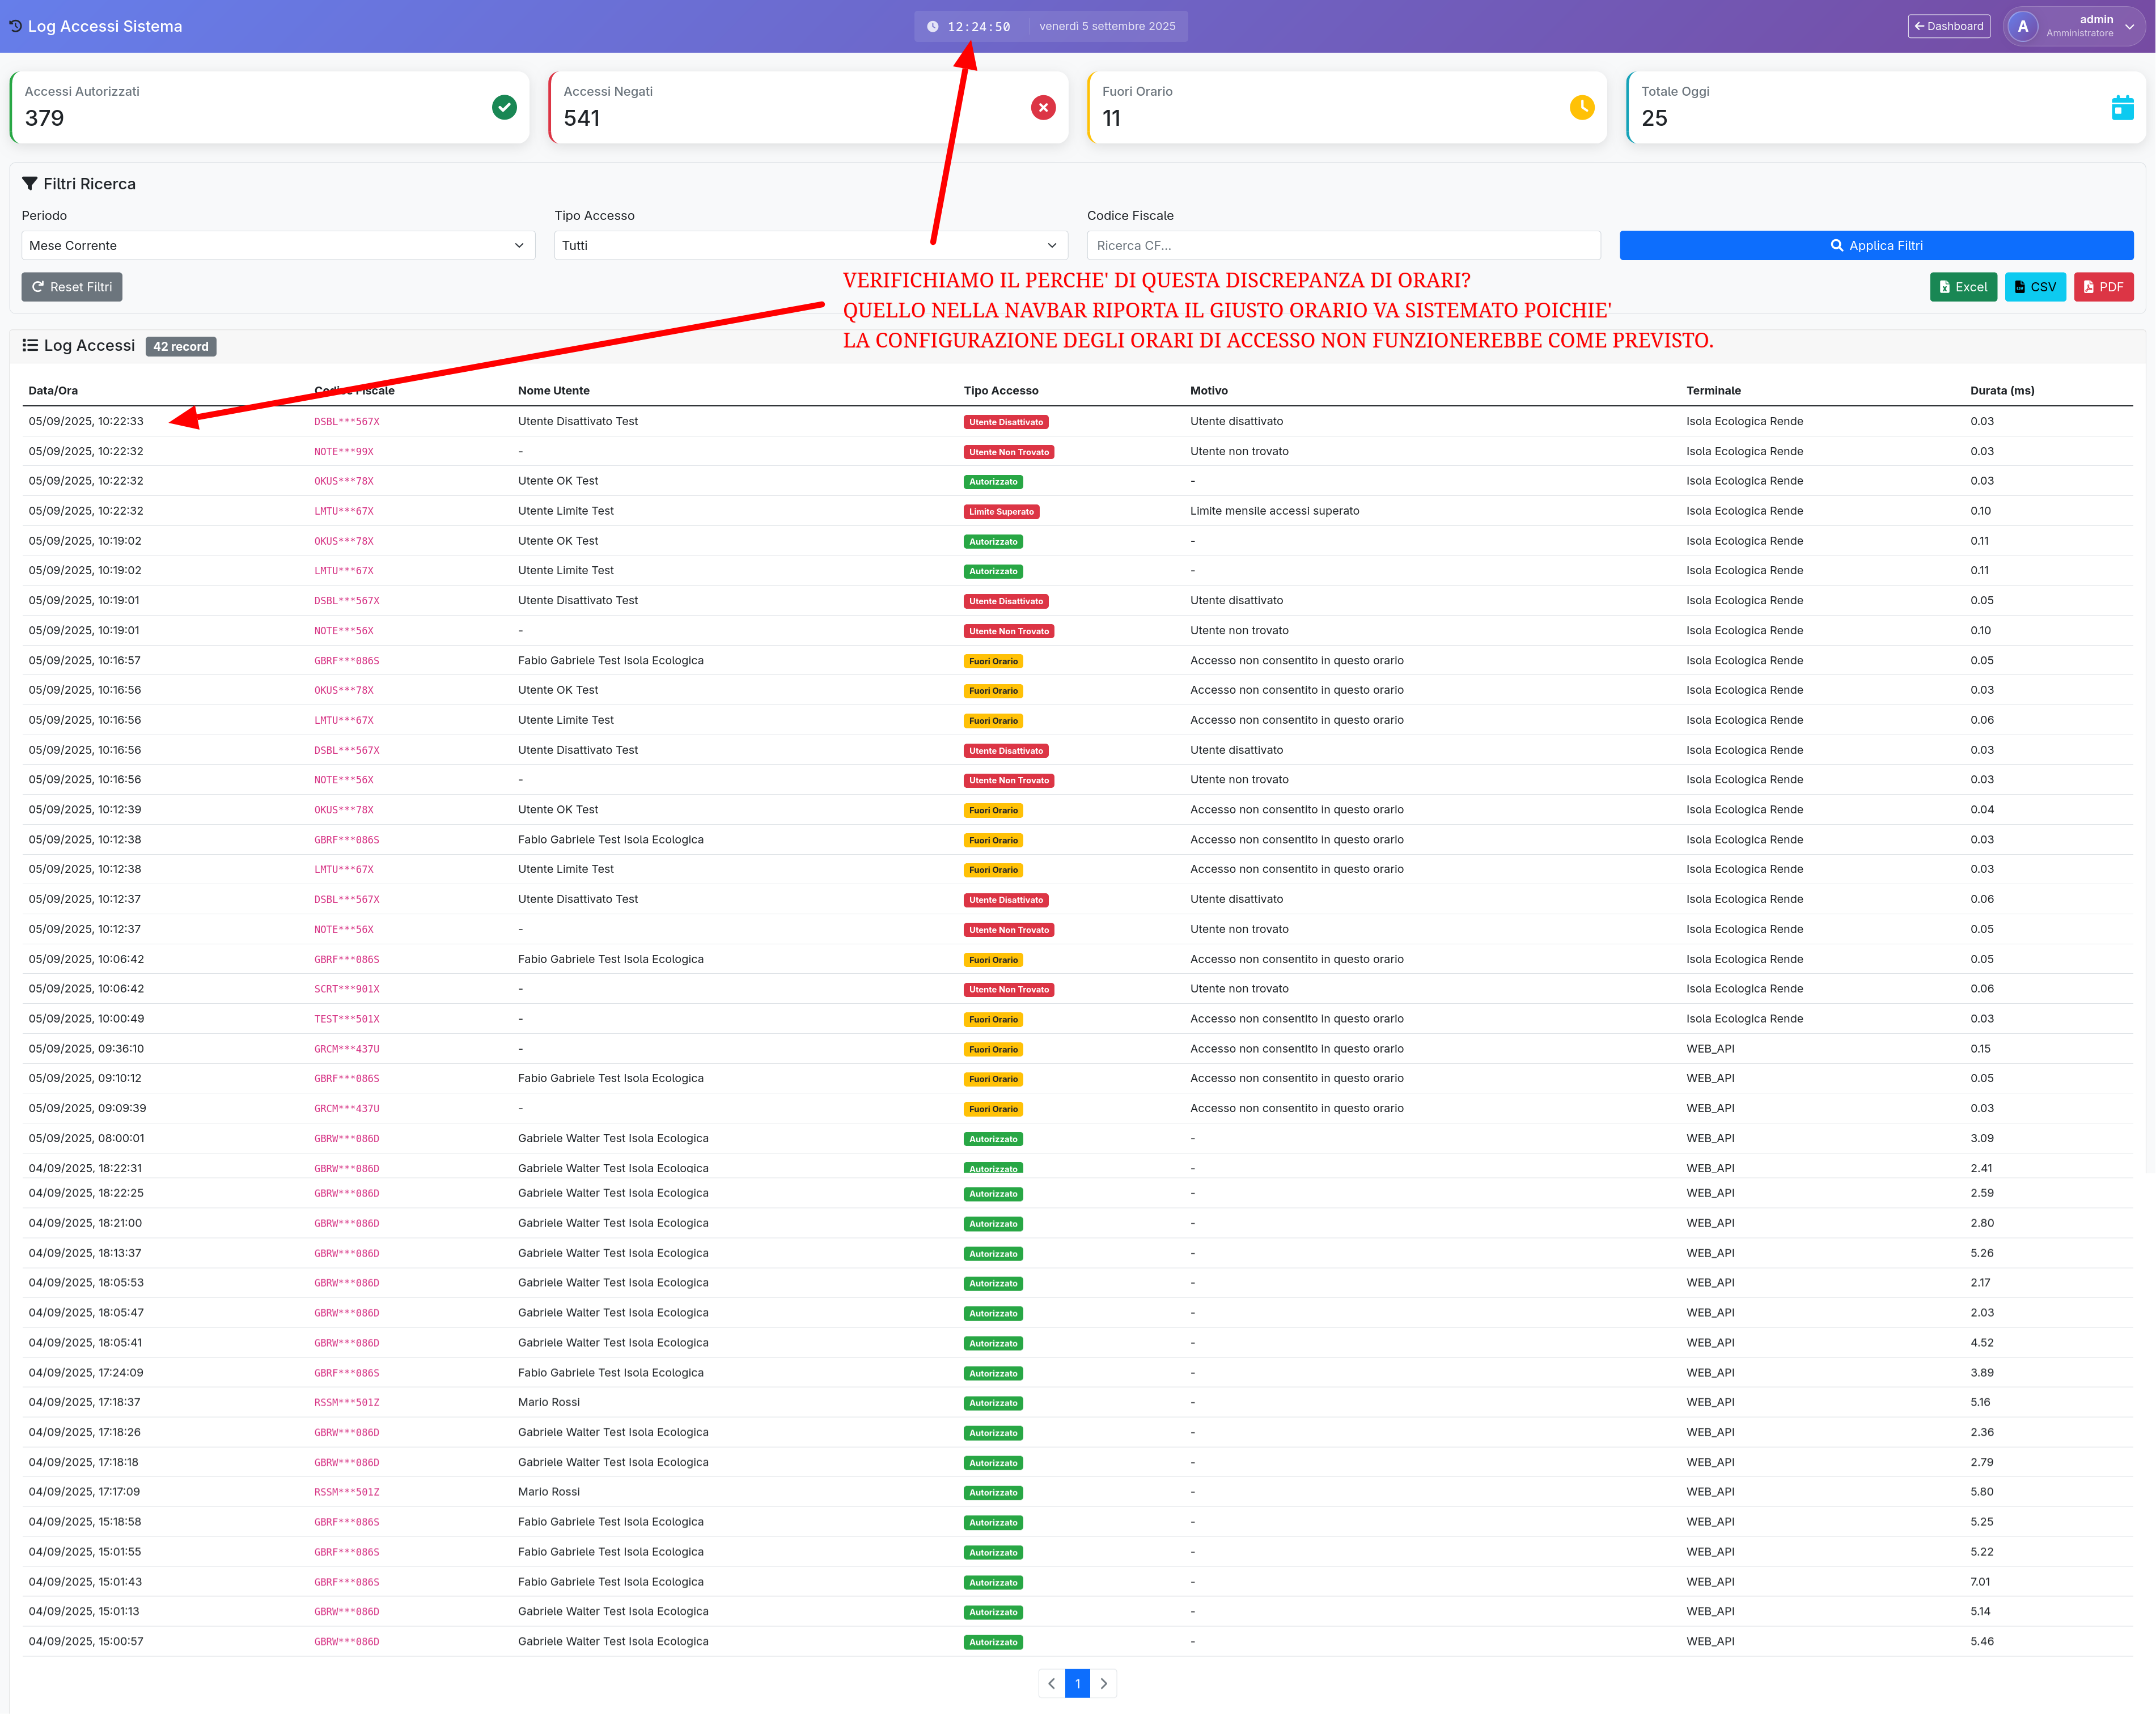 Log Accessi Sistema
12:24:50 venerdì 5 settembre 2025
Dashboard
A
admin
Amministratore
Accessi Autorizzati
379
Accessi Negati
541
Fuori Orario
11
Totale Oggi
25
Filtri Ricerca
Periodo Tipo Accesso Codice Fiscale
Mese Corrente Tutti Ricerca CF... Applica Filtri
Reset Filtri Excel CSV PDF
VERIFICHIAMO IL PERCHE' DI QUESTA DISCREPANZA DI ORARI?
QUELLO NELLA NAVBAR RIPORTA IL GIUSTO ORARIO VA SISTEMATO POICHIE'
LA CONFIGURAZIONE DEGLI ORARI DI ACCESSO NON FUNZIONEREBBE COME PREVISTO.
Log Accessi 42 record
Data/Ora Codice Fiscale Nome Utente Tipo Accesso Motivo Terminale Durata (ms)
05/09/2025, 10:22:33 DSBL***567X Utente Disattivato Test Utente Disattivato Utente disattivato Isola Ecologica Rende 0.03
05/09/2025, 10:22:32 NOTE***99X - Utente Non Trovato Utente non trovato Isola Ecologica Rende 0.03
05/09/2025, 10:22:32 OKUS***78X Utente OK Test Autorizzato - Isola Ecologica Rende 0.03
05/09/2025, 10:22:32 LMTU***67X Utente Limite Test Limite Superato Limite mensile accessi superato Isola Ecologica Rende 0.10
05/09/2025, 10:19:02 OKUS***78X Utente OK Test Autorizzato - Isola Ecologica Rende 0.11
05/09/2025, 10:19:02 LMTU***67X Utente Limite Test Autorizzato - Isola Ecologica Rende 0.11
05/09/2025, 10:19:01 DSBL***567X Utente Disattivato Test Utente Disattivato Utente disattivato Isola Ecologica Rende 0.05
05/09/2025, 10:19:01 NOTE***56X - Utente Non Trovato Utente non trovato Isola Ecologica Rende 0.10
05/09/2025, 10:16:57 GBRF***086S Fabio Gabriele Test Isola Ecologica Fuori Orario Accesso non consentito in questo orario Isola Ecologica Rende 0.05
05/09/2025, 10:16:56 OKUS***78X Utente OK Test Fuori Orario Accesso non consentito in questo orario Isola Ecologica Rende 0.03
05/09/2025, 10:16:56 LMTU***67X Utente Limite Test Fuori Orario Accesso non consentito in questo orario Isola Ecologica Rende 0.06
05/09/2025, 10:16:56 DSBL***567X Utente Disattivato Test Utente Disattivato Utente disattivato Isola Ecologica Rende 0.03
05/09/2025, 10:16:56 NOTE***56X - Utente Non Trovato Utente non trovato Isola Ecologica Rende 0.03
05/09/2025, 10:12:39 OKUS***78X Utente OK Test Fuori Orario Accesso non consentito in questo orario Isola Ecologica Rende 0.04
05/09/2025, 10:12:38 GBRF***086S Fabio Gabriele Test Isola Ecologica Fuori Orario Accesso non consentito in questo orario Isola Ecologica Rende 0.03
05/09/2025, 10:12:38 LMTU***67X Utente Limite Test Fuori Orario Accesso non consentito in questo orario Isola Ecologica Rende 0.03
05/09/2025, 10:12:37 DSBL***567X Utente Disattivato Test Utente Disattivato Utente disattivato Isola Ecologica Rende 0.06
05/09/2025, 10:12:37 NOTE***56X - Utente Non Trovato Utente non trovato Isola Ecologica Rende 0.05
05/09/2025, 10:06:42 GBRF***086S Fabio Gabriele Test Isola Ecologica Fuori Orario Accesso non consentito in questo orario Isola Ecologica Rende 0.05
05/09/2025, 10:06:42 SCRT***901X - Utente Non Trovato Utente non trovato Isola Ecologica Rende 0.06
05/09/2025, 10:00:49 TEST***501X - Fuori Orario Accesso non consentito in questo orario Isola Ecologica Rende 0.03
05/09/2025, 09:36:10 GRCM***437U - Fuori Orario Accesso non consentito in questo orario WEB_API 0.15
05/09/2025, 09:10:12 GBRF***086S Fabio Gabriele Test Isola Ecologica Fuori Orario Accesso non consentito in questo orario WEB_API 0.05
05/09/2025, 09:09:39 GRCM***437U - Fuori Orario Accesso non consentito in questo orario WEB_API 0.03
05/09/2025, 08:00:01 GBRW***086D Gabriele Walter Test Isola Ecologica Autorizzato - WEB_API 3.09
04/09/2025, 18:22:31 GBRW***086D Gabriele Walter Test Isola Ecologica Autorizzato - WEB_API 2.41
04/09/2025, 18:22:25 GBRW***086D Gabriele Walter Test Isola Ecologica Autorizzato - WEB_API 2.59
04/09/2025, 18:21:00 GBRW***086D Gabriele Walter Test Isola Ecologica Autorizzato - WEB_API 2.80
04/09/2025, 18:13:37 GBRW***086D Gabriele Walter Test Isola Ecologica Autorizzato - WEB_API 5.26
04/09/2025, 18:05:53 GBRW***086D Gabriele Walter Test Isola Ecologica Autorizzato - WEB_API 2.17
04/09/2025, 18:05:47 GBRW***086D Gabriele Walter Test Isola Ecologica Autorizzato - WEB_API 2.03
04/09/2025, 18:05:41 GBRW***086D Gabriele Walter Test Isola Ecologica Autorizzato - WEB_API 4.52
04/09/2025, 17:24:09 GBRF***086S Fabio Gabriele Test Isola Ecologica Autorizzato - WEB_API 3.89
04/09/2025, 17:18:37 RSSM***501Z Mario Rossi Autorizzato - WEB_API 5.16
04/09/2025, 17:18:26 GBRW***086D Gabriele Walter Test Isola Ecologica Autorizzato - WEB_API 2.36
04/09/2025, 17:18:18 GBRW***086D Gabriele Walter Test Isola Ecologica Autorizzato - WEB_API 2.79
04/09/2025, 17:17:09 RSSM***501Z Mario Rossi Autorizzato - WEB_API 5.80
04/09/2025, 15:18:58 GBRF***086S Fabio Gabriele Test Isola Ecologica Autorizzato - WEB_API 5.25
04/09/2025, 15:01:55 GBRF***086S Fabio Gabriele Test Isola Ecologica Autorizzato - WEB_API 5.22
04/09/2025, 15:01:43 GBRF***086S Fabio Gabriele Test Isola Ecologica Autorizzato - WEB_API 7.01
04/09/2025, 15:01:13 GBRW***086D Gabriele Walter Test Isola Ecologica Autorizzato - WEB_API 5.14
04/09/2025, 15:00:57 GBRW***086D Gabriele Walter Test Isola Ecologica Autorizzato - WEB_API 5.46
1